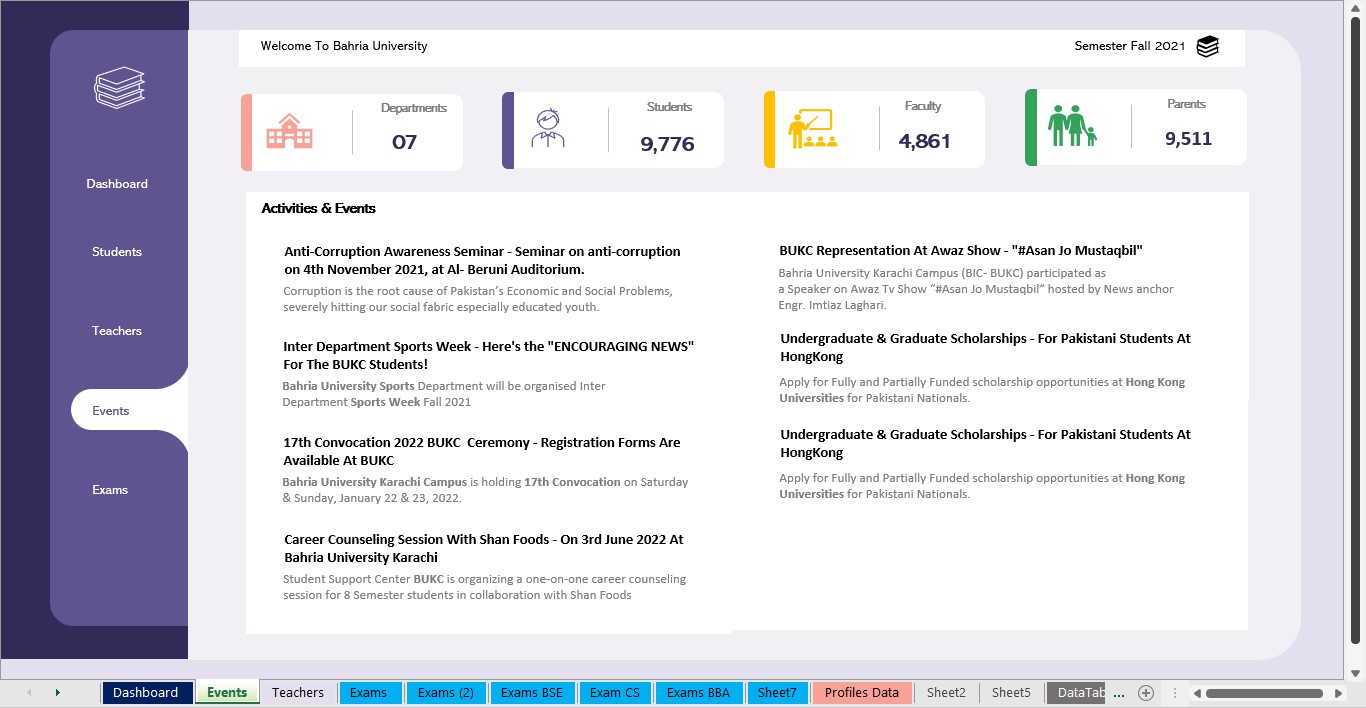 Welcome To Bahria University
Semester Fall 2021
Departments
07
Students
9,776
Faculty
4,861
Parents
9,511
Dashboard
Students
Teachers
Events
Exams
Activities & Events
Anti-Corruption Awareness Seminar - Seminar on anti-corruption
on 4th November 2021, at Al- Beruni Auditorium.
Corruption is the root cause of Pakistan’s Economic and Social Problems,
severely hitting our social fabric especially educated youth.
Inter Department Sports Week - Here's the "ENCOURAGING NEWS"
For The BUKC Students!
Bahria University Sports Department will be organised Inter
Department Sports Week Fall 2021
17th Convocation 2022 BUKC  Ceremony - Registration Forms Are
Available At BUKC
Bahria University Karachi Campus is holding 17th Convocation on Saturday
& Sunday, January 22 & 23, 2022.
Career Counseling Session With Shan Foods - On 3rd June 2022 At
Bahria University Karachi
Student Support Center BUKC is organizing a one-on-one career counseling
session for 8 Semester students in collaboration with Shan Foods
BUKC Representation At Awaz Show - "#Asan Jo Mustaqbil"
Bahria University Karachi Campus (BIC- BUKC) participated as
a Speaker on Awaz Tv Show “#Asan Jo Mustaqbil“ hosted by News anchor
Engr. Imtiaz Laghari.
Undergraduate & Graduate Scholarships - For Pakistani Students At
HongKong
Apply for Fully and Partially Funded scholarship opportunities at Hong Kong
Universities for Pakistani Nationals.
Undergraduate & Graduate Scholarships - For Pakistani Students At
HongKong
Apply for Fully and Partially Funded scholarship opportunities at Hong Kong
Universities for Pakistani Nationals.
Dashboard Events Teachers Exams Exams (2) Exams BSE Exam CS Exams BBA Sheet7 Profiles Data Sheet2 Sheet5 DataTab ...